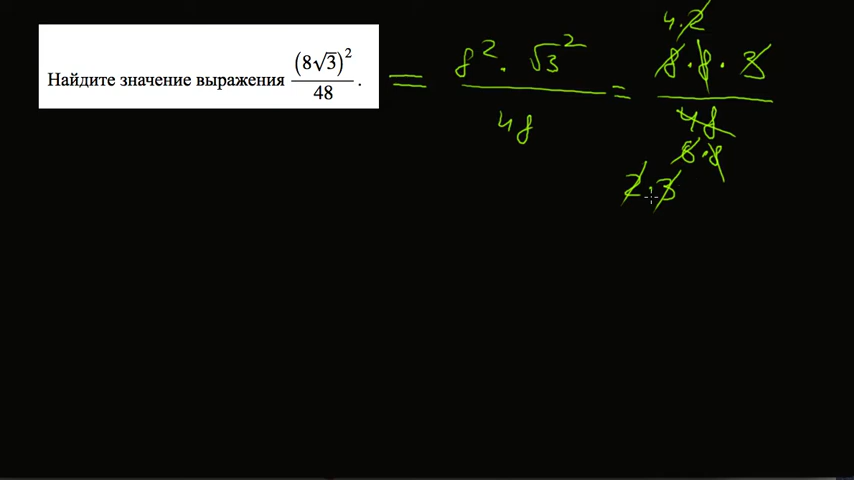 4·2
Найдите значение выражения (8√3)² / 48 . = 8² · √3² / 48 = 8 · 8 · 3 / 48
6·8
2·3